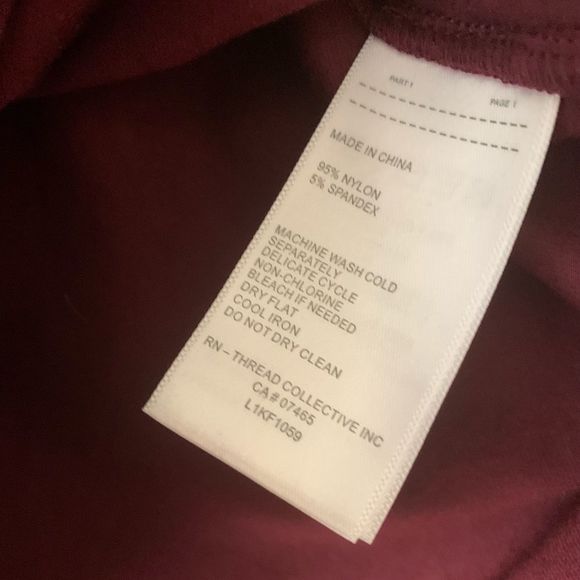 PART 1 PAGE 1
MADE IN CHINA
95% NYLON
5% SPANDEX
MACHINE WASH COLD
SEPARATELY
DELICATE CYCLE
NON-CHLORINE
BLEACH IF NEEDED
DRY FLAT
COOL IRON
DO NOT DRY CLEAN
RN – THREAD COLLECTIVE INC
CA # 07465
L1KF1059